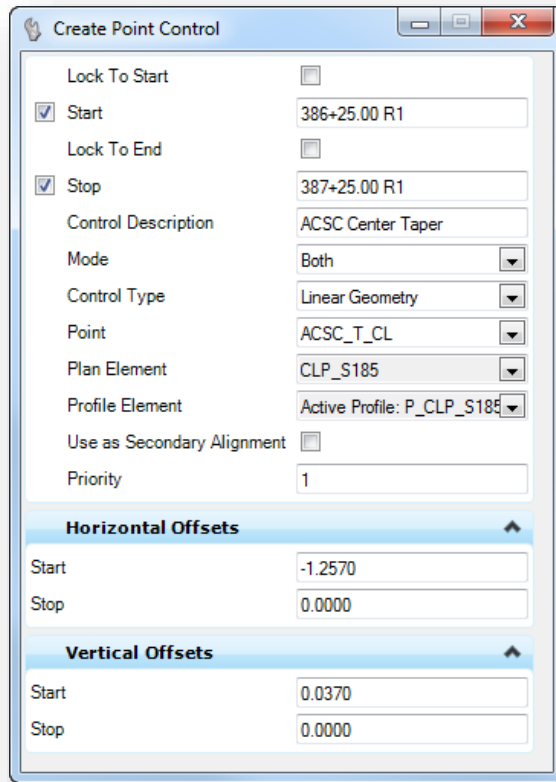 Create Point Control
Lock To Start
Start 386+25.00 R1
Lock To End
Stop 387+25.00 R1
Control Description ACSC Center Taper
Mode Both
Control Type Linear Geometry
Point ACSC_T_CL
Plan Element CLP_S185
Profile Element Active Profile: P_CLP_S185
Use as Secondary Alignment
Priority 1
Horizontal Offsets
Start -1.2570
Stop 0.0000
Vertical Offsets
Start 0.0370
Stop 0.0000